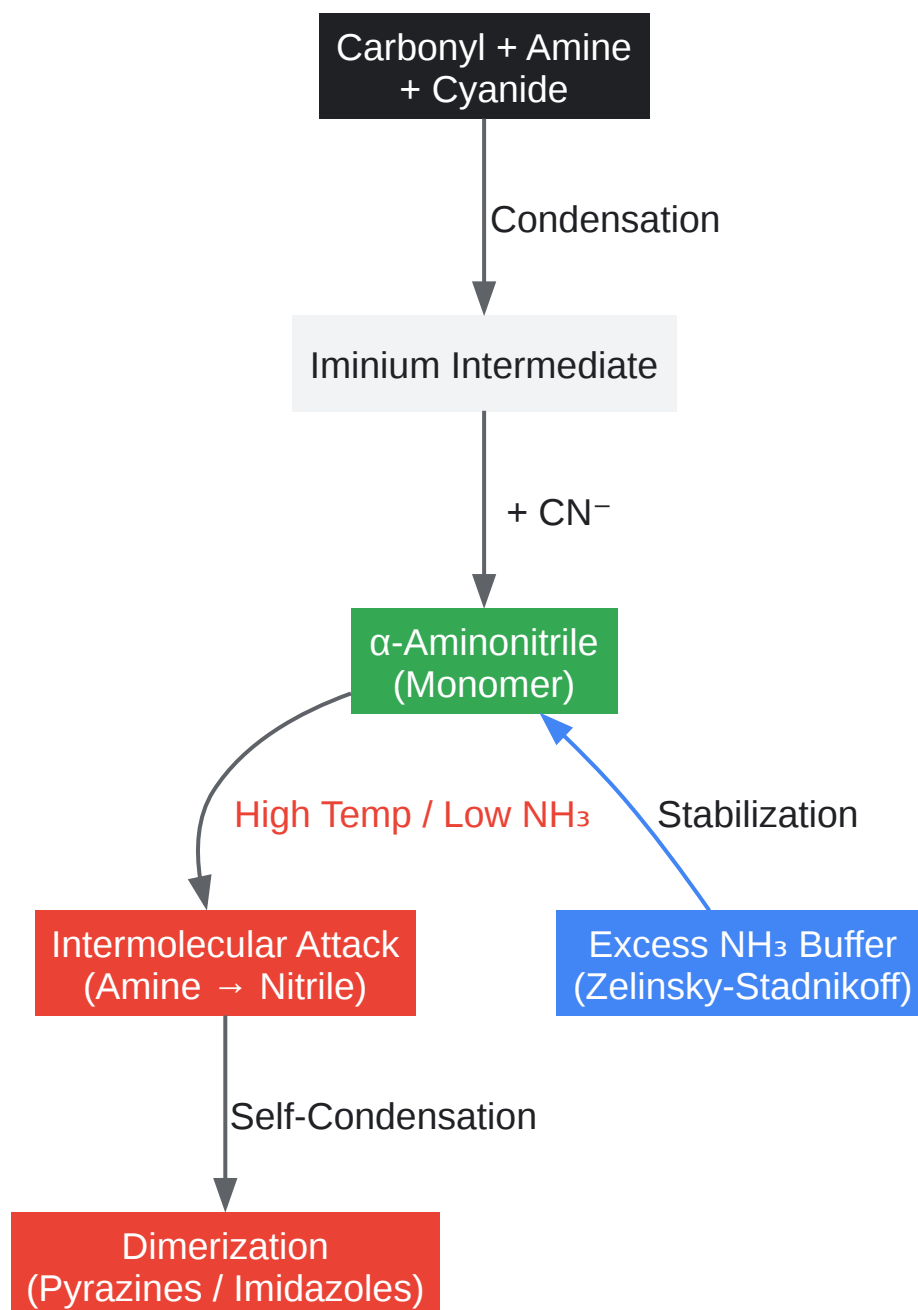 Carbonyl + Amine
+ Cyanide
Condensation
Iminium Intermediate
+ CN⁻
α-Aminonitrile
(Monomer)
High Temp / Low NH₃
Stabilization
Intermolecular Attack
(Amine → Nitrile)
Excess NH₃ Buffer
(Zelinsky-Stadnikoff)
Self-Condensation
Dimerization
(Pyrazines / Imidazoles)